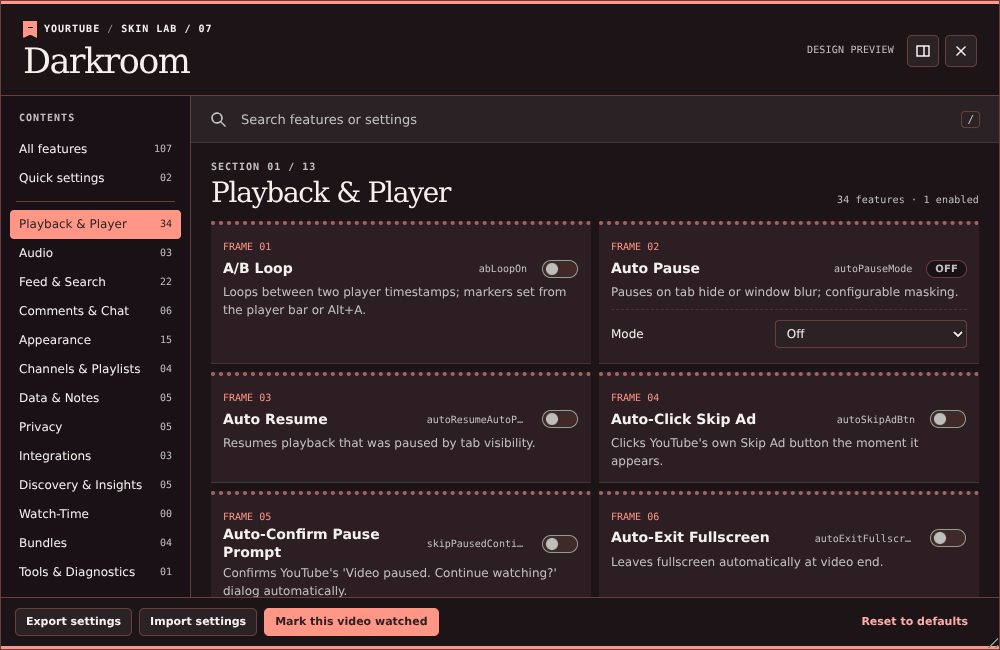 YOURTUBE / SKIN LAB / 07
Darkroom
DESIGN PREVIEW
CONTENTS
All features 107
Quick settings 02
Playback & Player 34
Audio 03
Feed & Search 22
Comments & Chat 06
Appearance 15
Channels & Playlists 04
Data & Notes 05
Privacy 05
Integrations 03
Discovery & Insights 05
Watch-Time 00
Bundles 04
Tools & Diagnostics 01
Search features or settings /
SECTION 01 / 13
Playback & Player
34 features · 1 enabled
FRAME 01
A/B Loop abLoopOn
Loops between two player timestamps; markers set from
the player bar or Alt+A.
FRAME 02
Auto Pause autoPauseMode OFF
Pauses on tab hide or window blur; configurable masking.
Mode Off
FRAME 03
Auto Resume autoResumeAutoP…
Resumes playback that was paused by tab visibility.
FRAME 04
Auto-Click Skip Ad autoSkipAdBtn
Clicks YouTube's own Skip Ad button the moment it
appears.
FRAME 05
Auto-Confirm Pause
Prompt skipPausedConti…
Confirms YouTube's 'Video paused. Continue watching?'
dialog automatically.
FRAME 06
Auto-Exit Fullscreen autoExitFullscr…
Leaves fullscreen automatically at video end.
Export settings Import settings Mark this video watched Reset to defaults